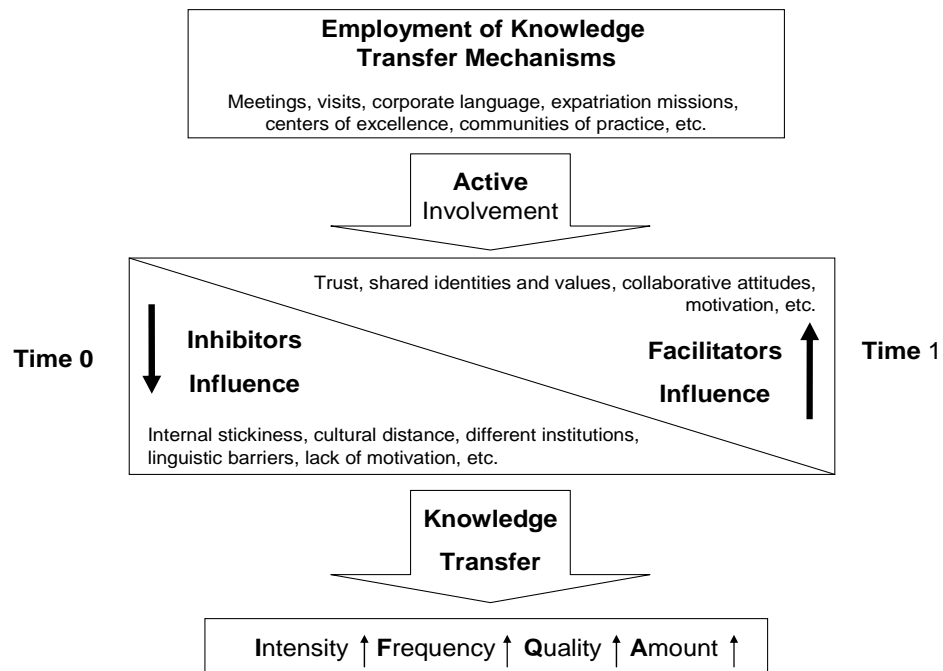 Employment of Knowledge
Transfer Mechanisms
Meetings, visits, corporate language, expatriation missions,
centers of excellence, communities of practice, etc.
Active
Involvement
Trust, shared identities and values, collaborative attitudes,
motivation, etc.
Time 0
Inhibitors
Influence
Facilitators
Influence
Time 1
Internal stickiness, cultural distance, different institutions,
linguistic barriers, lack of motivation, etc.
Knowledge
Transfer
Intensity ↑ Frequency ↑ Quality ↑ Amount ↑